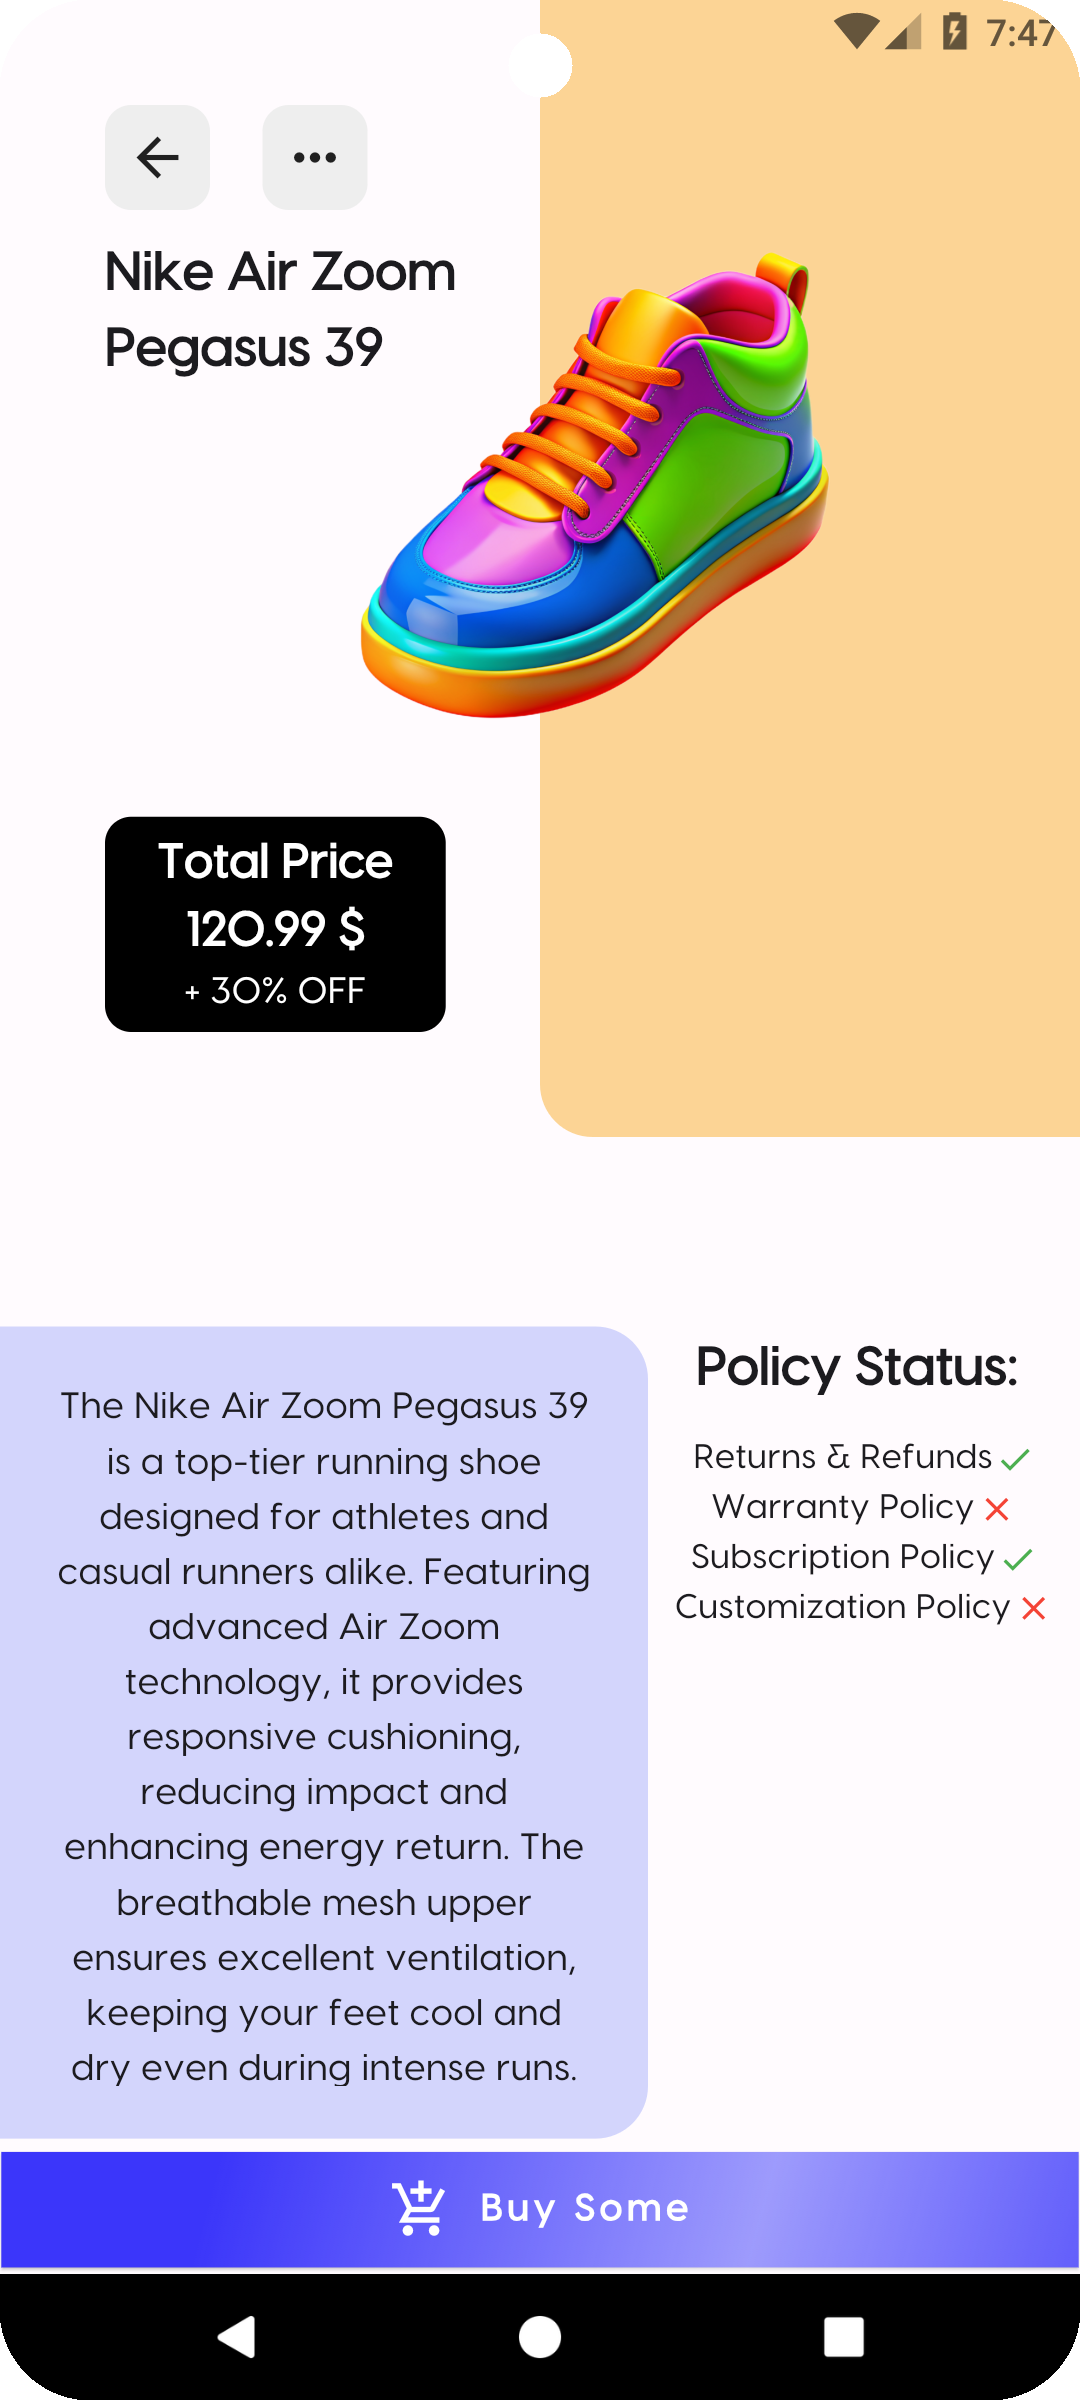 7:47
Nike Air Zoom
Pegasus 39
Total Price
120.99 $
+ 30% OFF
The Nike Air Zoom Pegasus 39
is a top-tier running shoe
designed for athletes and
casual runners alike. Featuring
advanced Air Zoom
technology, it provides
responsive cushioning,
reducing impact and
enhancing energy return. The
breathable mesh upper
ensures excellent ventilation,
keeping your feet cool and
dry even during intense runs.
Policy Status:
Returns & Refunds
Warranty Policy
Subscription Policy
Customization Policy
Buy Some